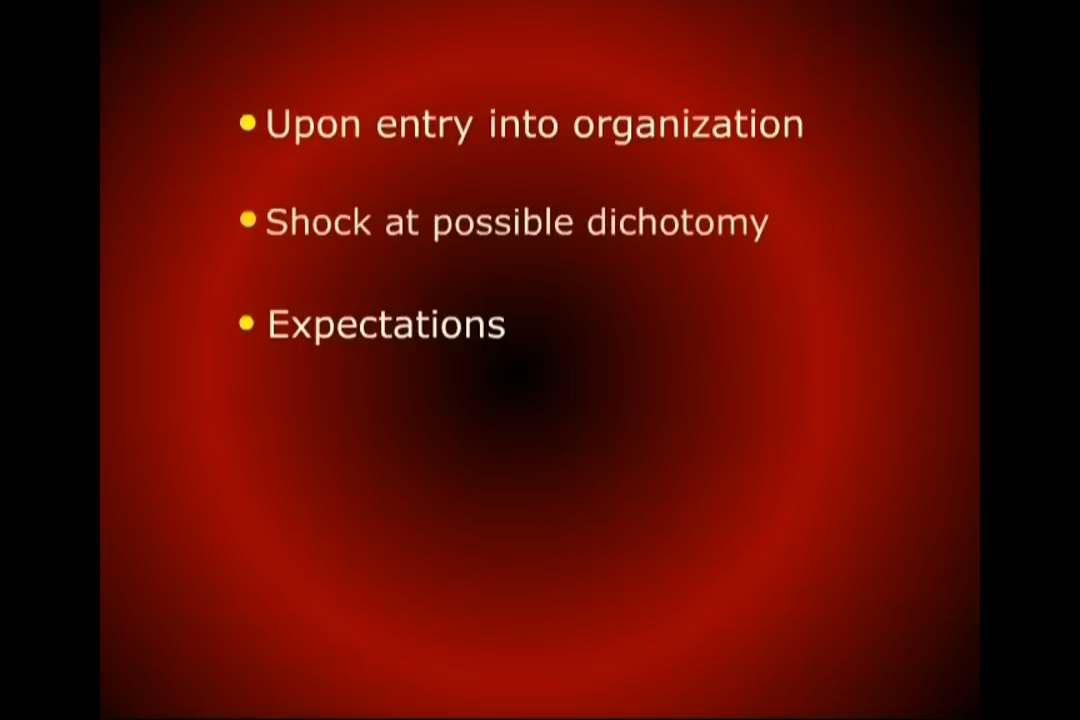 • Upon entry into organization
• Shock at possible dichotomy
• Expectations